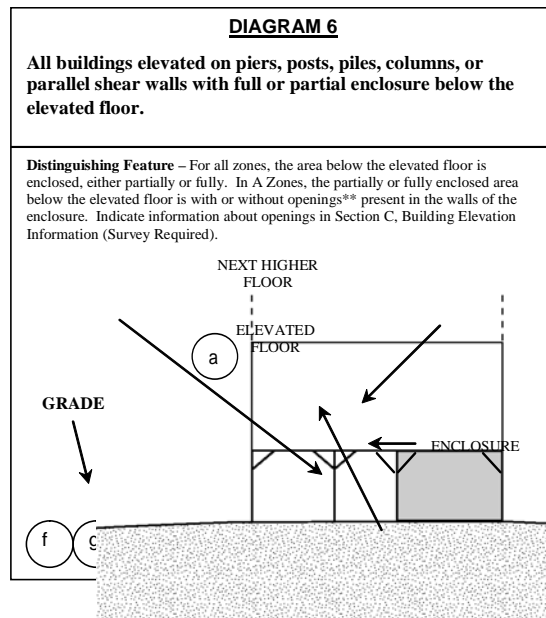 DIAGRAM 6
All buildings elevated on piers, posts, piles, columns, or
parallel shear walls with full or partial enclosure below the
elevated floor.
Distinguishing Feature – For all zones, the area below the elevated floor is
enclosed, either partially or fully. In A Zones, the partially or fully enclosed area
below the elevated floor is with or without openings** present in the walls of the
enclosure. Indicate information about openings in Section C, Building Elevation
Information (Survey Required).
NEXT HIGHER
FLOOR
ELEVATED
FLOOR
a
GRADE
ENCLOSURE
f
g